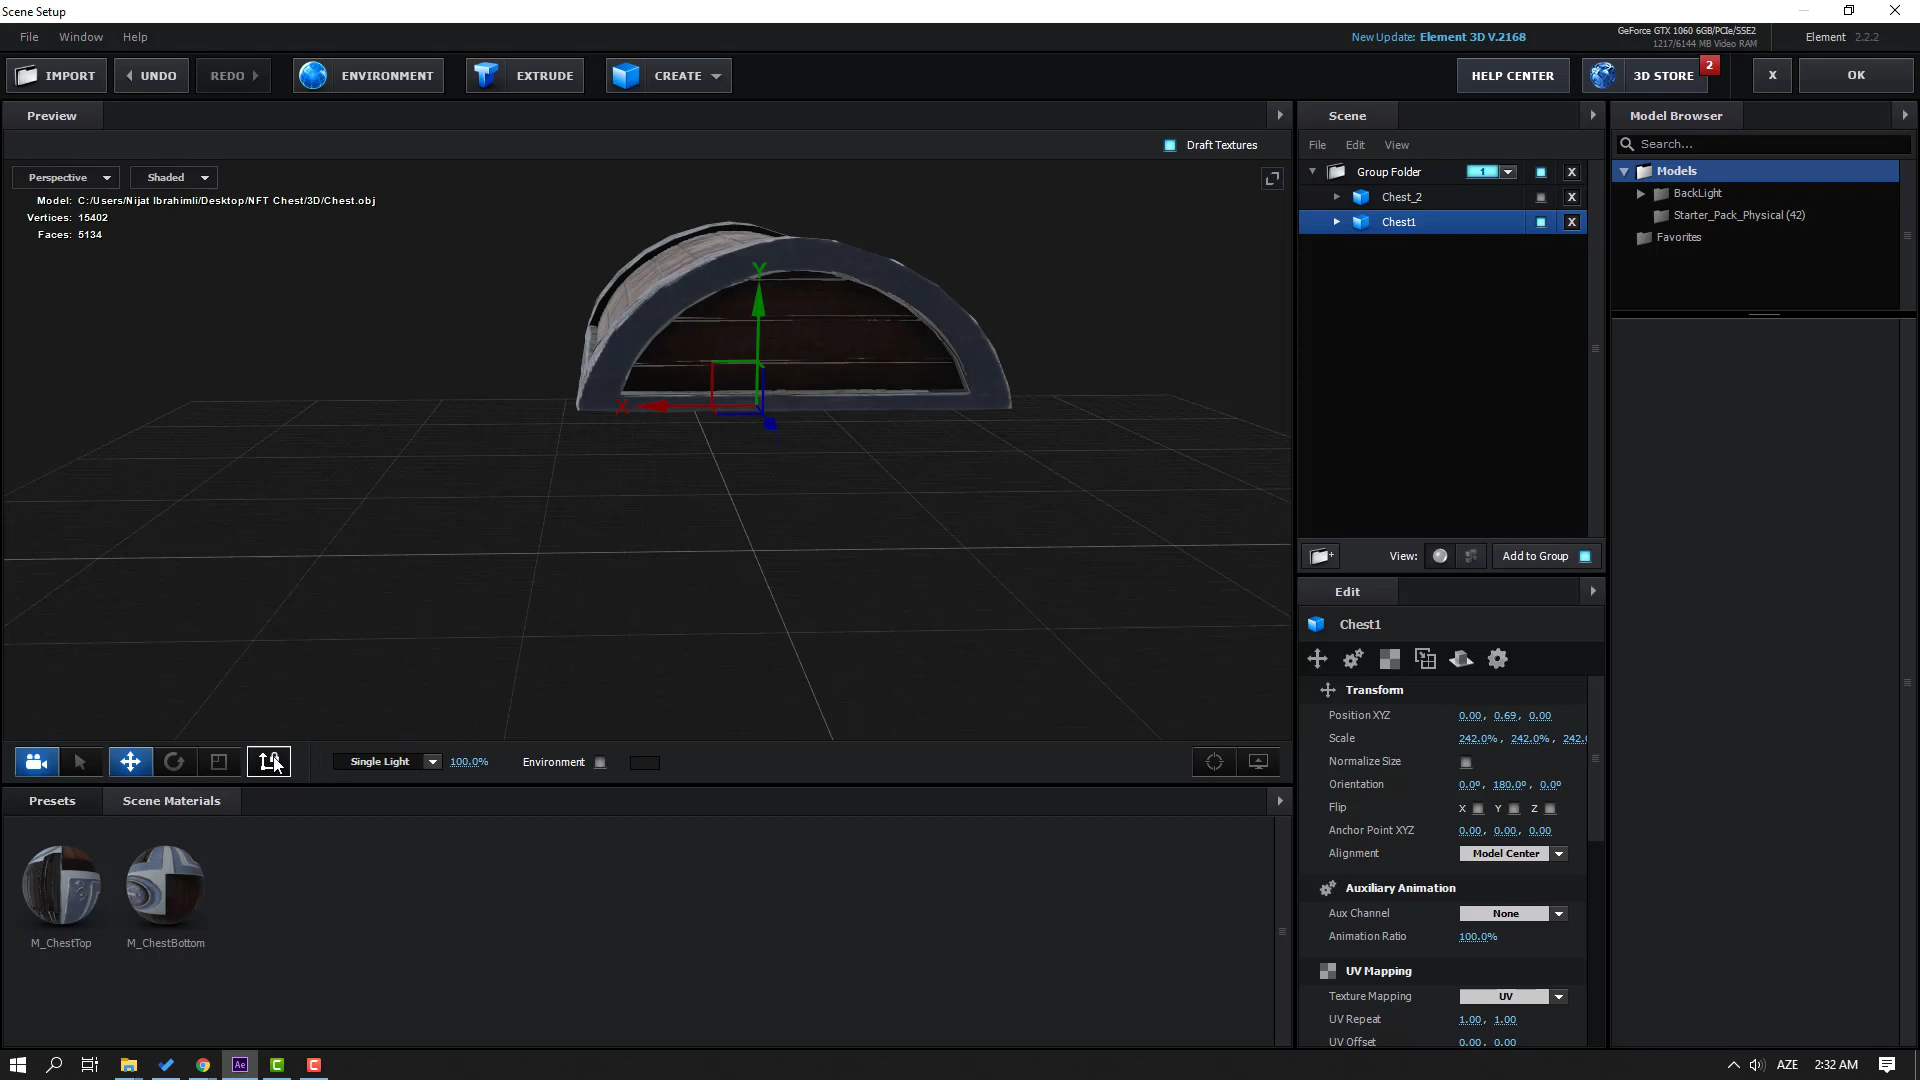 Scene Setup
File Window Help
New Update: Element 3D V.2168
GeForce GTX 1060 6GB/PCIe/SSE2
1217/6144 MB Video RAM
Element 2.2.2
IMPORT UNDO REDO ENVIRONMENT EXTRUDE CREATE HELP CENTER 3D STORE 2 X OK
Preview
Draft Textures
Perspective Shaded
Model: C:/Users/Nijat Ibrahimli/Desktop/NFT Chest/3D/Chest.obj
Vertices: 15402
Faces: 5134
Y
X
Single Light 100.0% Environment
Presets Scene Materials
M_ChestTop M_ChestBottom
Scene
File Edit View
Group Folder 1 X
Chest_2 X
Chest1 X
View: Add to Group
Edit
Chest1
Transform
Position XYZ 0.00, 0.69, 0.00
Scale 242.0%, 242.0%, 242.
Normalize Size
Orientation 0.0º, 180.0º, 0.0º
Flip X Y Z
Anchor Point XYZ 0.00, 0.00, 0.00
Alignment Model Center
Auxiliary Animation
Aux Channel None
Animation Ratio 100.0%
UV Mapping
Texture Mapping UV
UV Repeat 1.00, 1.00
UV Offset 0.00, 0.00
Model Browser
Search...
Models
BackLight
Starter_Pack_Physical (42)
Favorites
Ae C C
AZE 2:32 AM